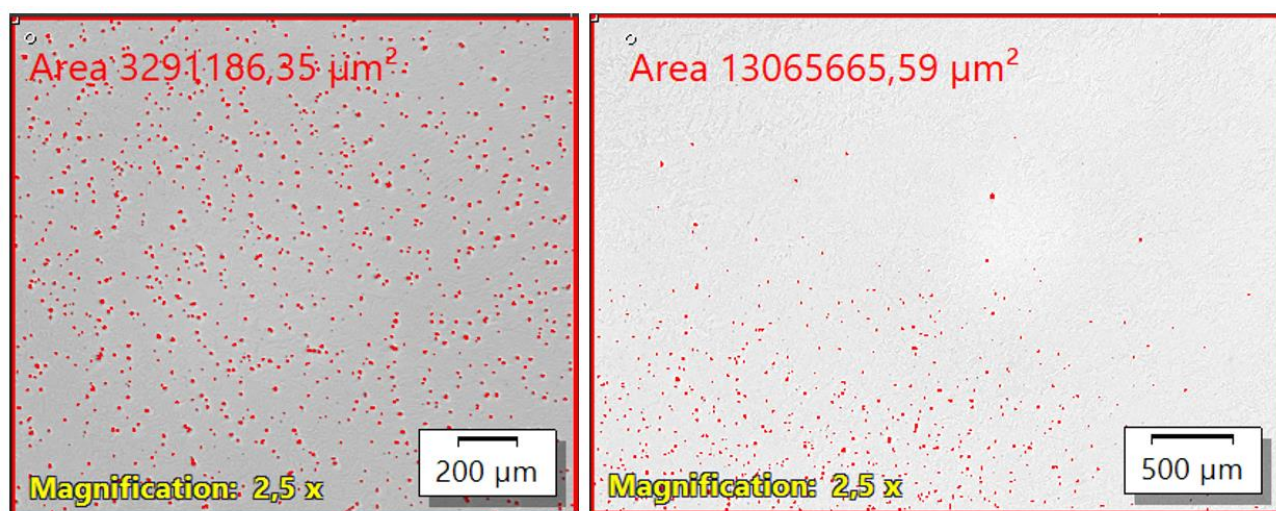 Area 3291186,35 µm²
200 µm
Magnification: 2,5 x
Area 13065665,59 µm²
500 µm
Magnification: 2,5 x